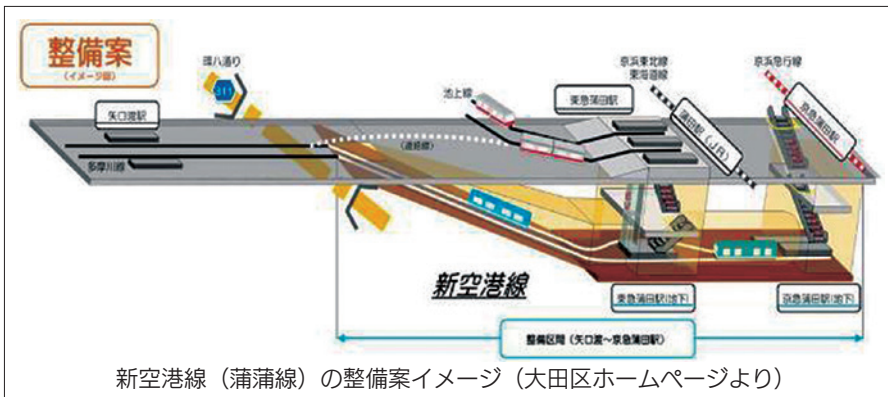 整備案
(イメージ図)
環八通り
311
矢口渡駅
多摩川線
池上線
(連絡線)
東急蒲田駅
京浜東北線
東海道線
蒲田駅(JR)
京浜急行線
京急蒲田駅
新空港線
東急蒲田駅(地下)
京急蒲田駅(地下)
整備区間(矢口渡〜京急蒲田駅)
新空港線(蒲蒲線)の整備案イメージ(大田区ホームページより)